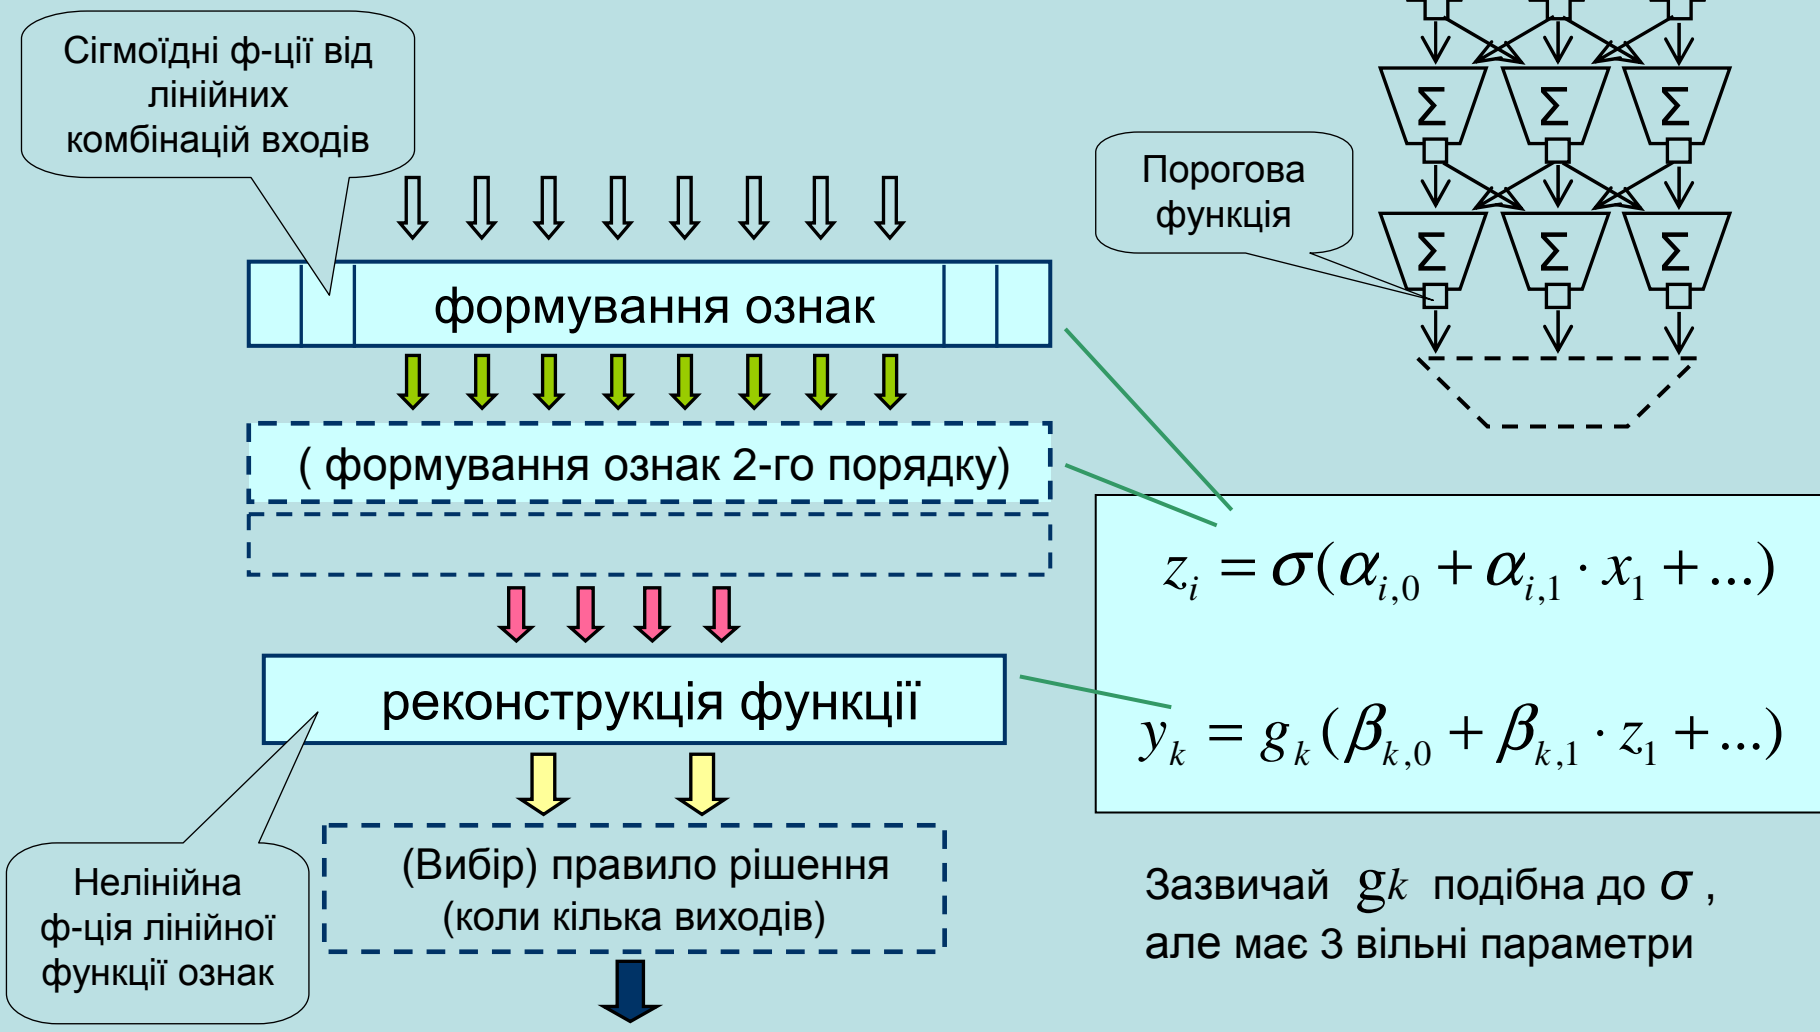 Сігмоїдні ф-ції від
лінійних
комбінацій входів
Σ Σ Σ
Порогова
функція
Σ Σ Σ
формування ознак
( формування ознак 2-го порядку)
z_i = σ(α_{i,0} + α_{i,1} · x_1 + ...)
реконструкція функції
y_k = g_k(β_{k,0} + β_{k,1} · z_1 + ...)
(Вибір) правило рішення
(коли кілька виходів)
Нелінійна
ф-ція лінійної
функції ознак
Зазвичай gk подібна до σ ,
але має 3 вільні параметри